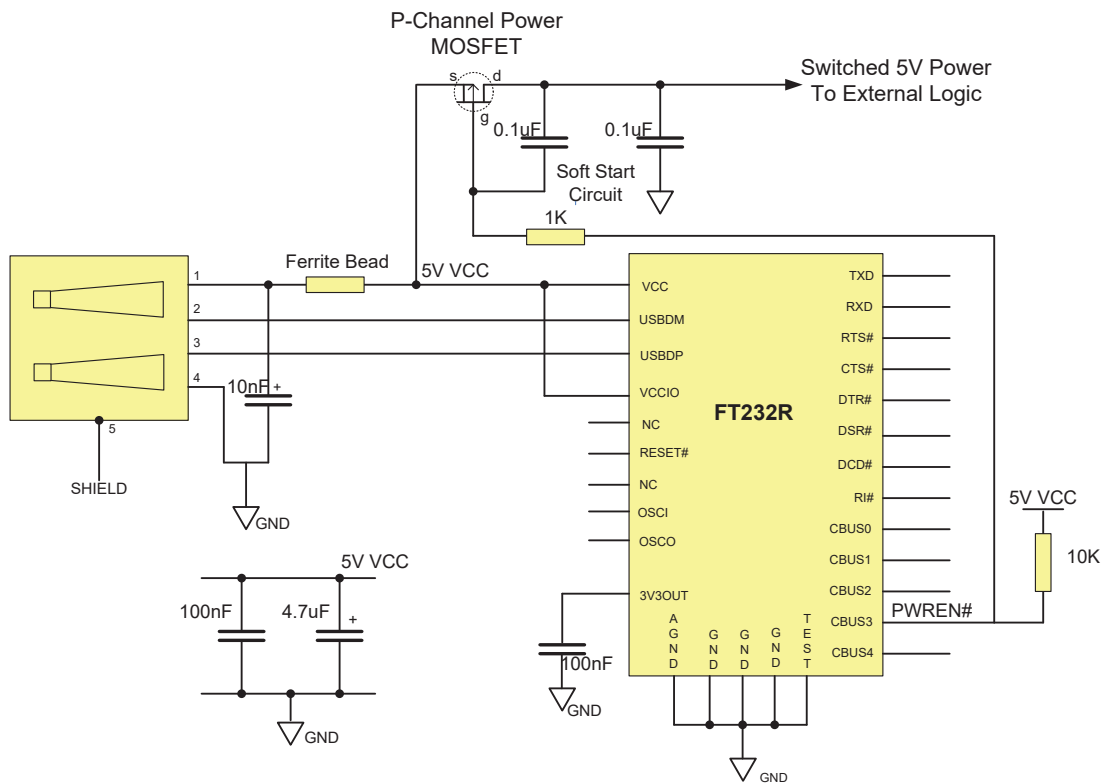 P-Channel Power
MOSFET
s
d
g
Switched 5V Power
To External Logic
0.1uF
0.1uF
Soft Start
Circuit
1K
Ferrite Bead
5V VCC
1
2
3
4
5
10nF +
SHIELD
GND
VCC
USBDM
USBDP
VCCIO
NC
RESET#
NC
OSCI
OSCO
3V3OUT
FT232R
TXD
RXD
RTS#
CTS#
DTR#
DSR#
DCD#
RI#
CBUS0
CBUS1
CBUS2
CBUS3
CBUS4
PWREN#
5V VCC
10K
AGND
GND
GND
GND
TEST
100nF
GND
GND
5V VCC
100nF
4.7uF
+
GND